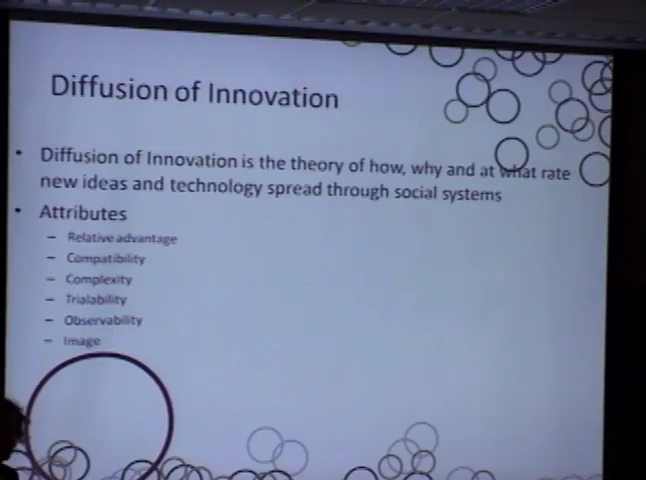 Diffusion of Innovation
• Diffusion of Innovation is the theory of how, why and at what rate
new ideas and technology spread through social systems
• Attributes
– Relative advantage
– Compatibility
– Complexity
– Trialability
– Observability
– Image